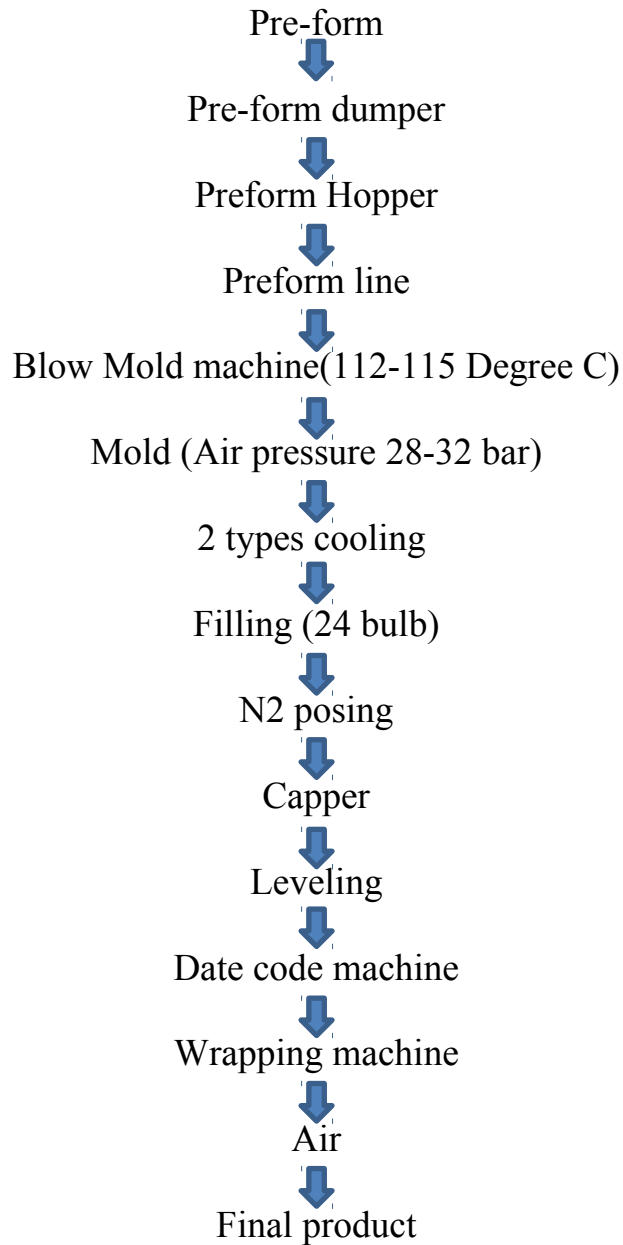 Pre-form
Pre-form dumper
Preform Hopper
Preform line
Blow Mold machine(112-115 Degree C)
Mold (Air pressure 28-32 bar)
2 types cooling
Filling (24 bulb)
N2 posing
Capper
Leveling
Date code machine
Wrapping machine
Air
Final product